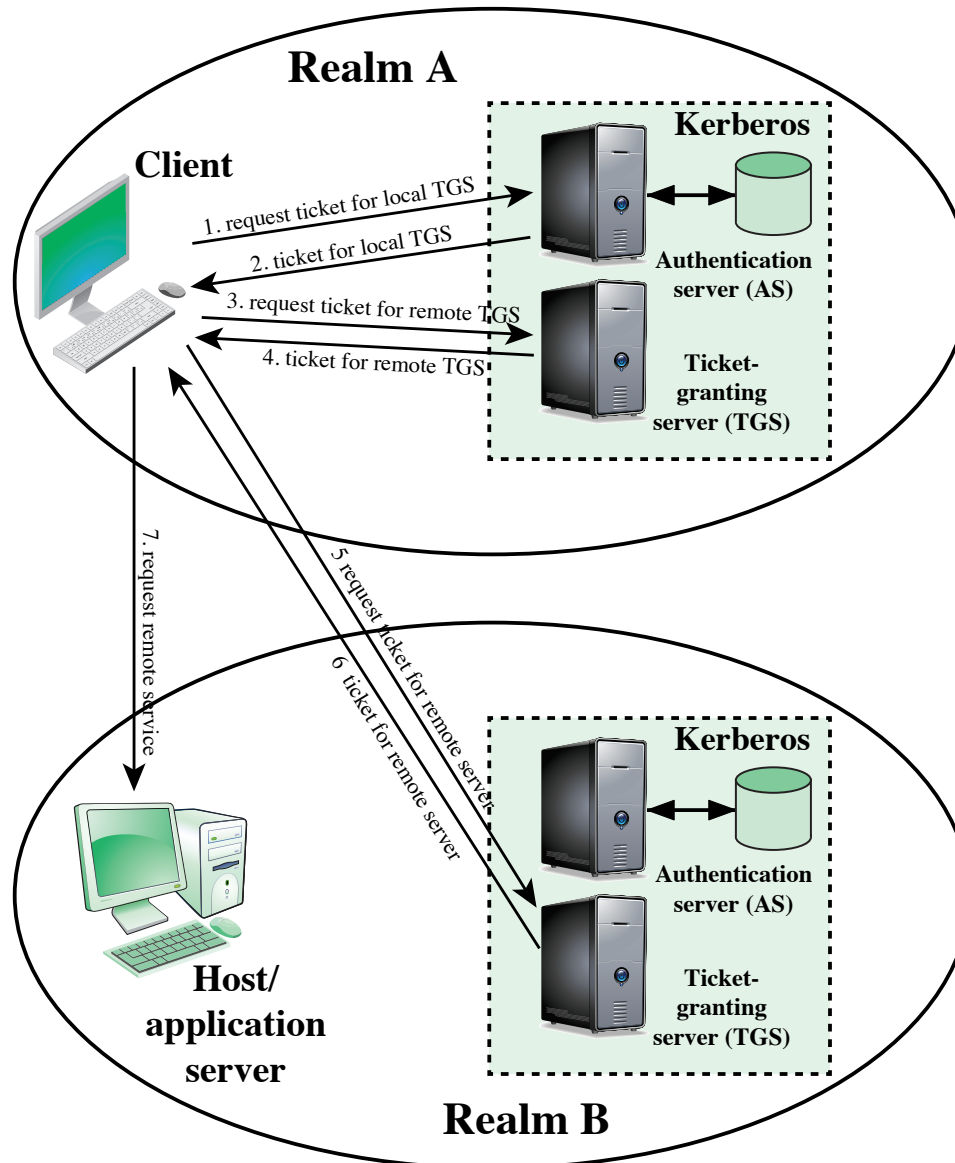 Realm A
Kerberos
Client
1. request ticket for local TGS
2. ticket for local TGS
Authentication
server (AS)
3. request ticket for remote TGS
4. ticket for remote TGS
Ticket-
granting
server (TGS)
7. request remote service
5 request ticket for remote server
6 ticket for remote server
Kerberos
Authentication
server (AS)
Ticket-
granting
server (TGS)
Host/
application
server
Realm B